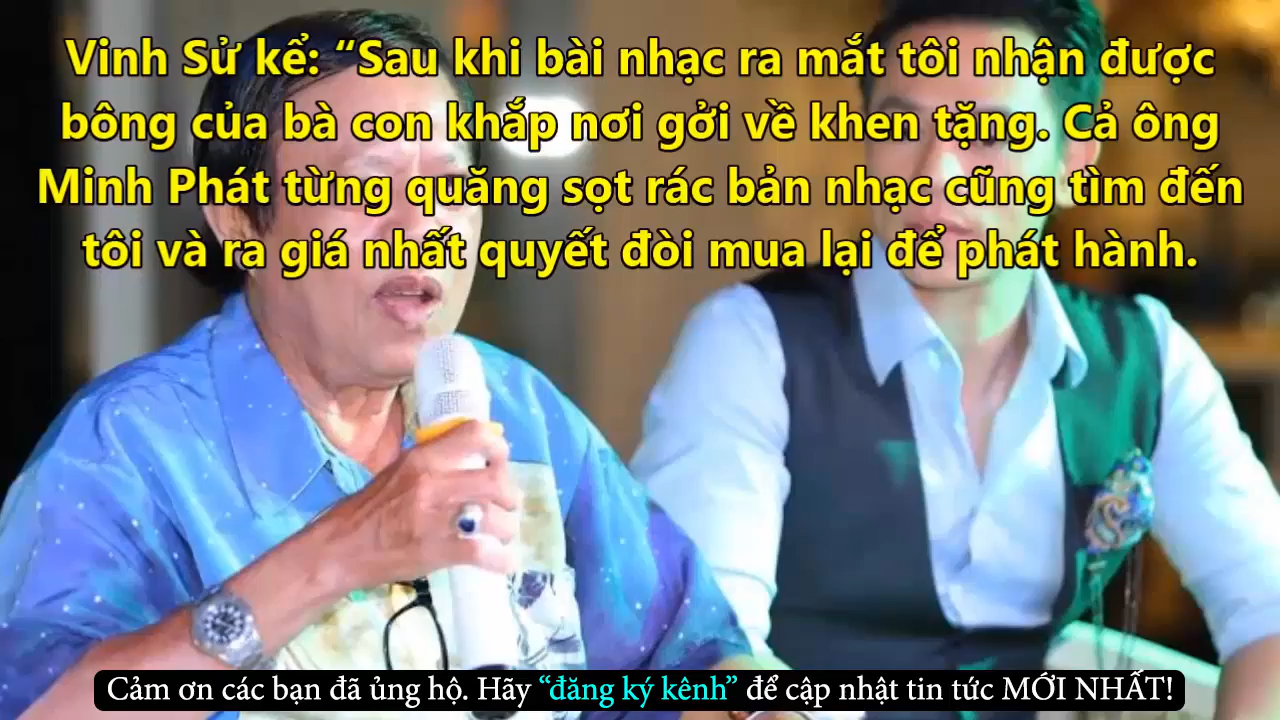 Vinh Sử kể: “Sau khi bài nhạc ra mắt tôi nhận được
bông của bà con khắp nơi gởi về khen tặng. Cả ông
Minh Phát từng quăng sọt rác bản nhạc cũng tìm đến
tôi và ra giá nhất quyết đòi mua lại để phát hành.
Cảm ơn các bạn đã ủng hộ. Hãy “đăng ký kênh” để cập nhật tin tức MỚI NHẤT!